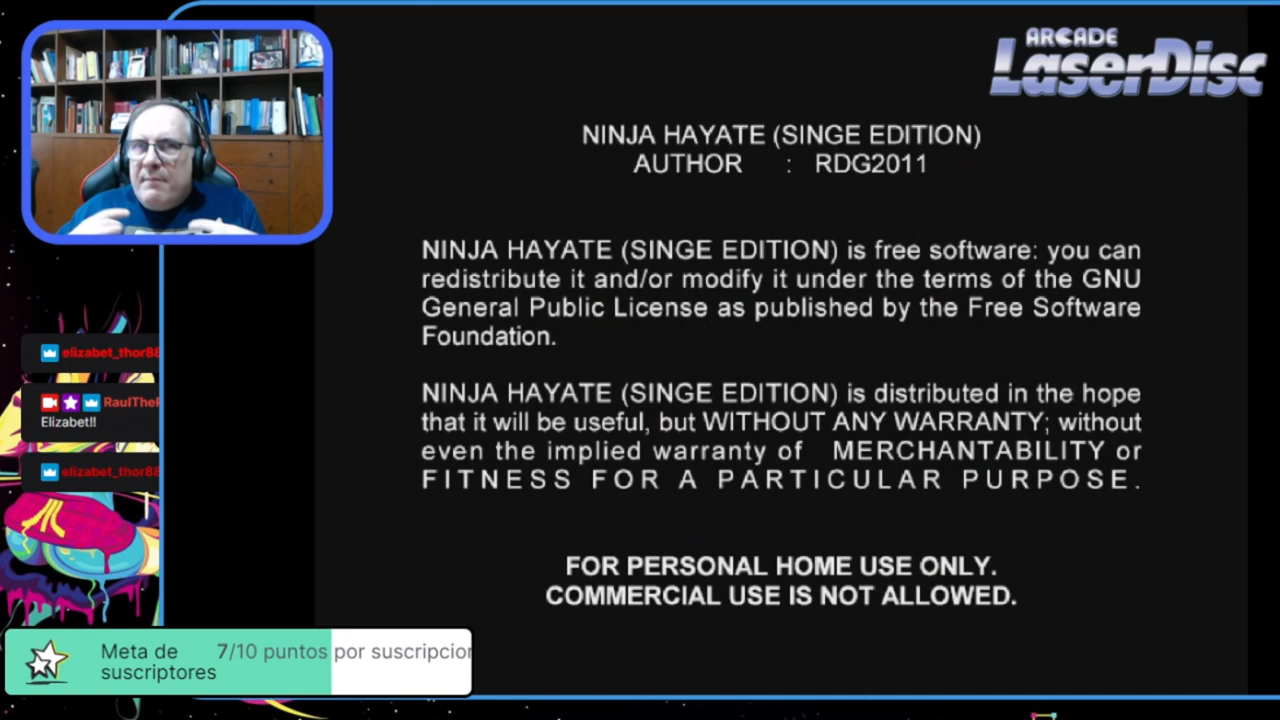 ARCADE
LaserDisc
NINJA HAYATE (SINGE EDITION)
AUTHOR : RDG2011
NINJA HAYATE (SINGE EDITION) is free software: you can
redistribute it and/or modify it under the terms of the GNU
General Public License as published by the Free Software
Foundation.
NINJA HAYATE (SINGE EDITION) is distributed in the hope
that it will be useful, but WITHOUT ANY WARRANTY; without
even the implied warranty of MERCHANTABILITY or
FITNESS FOR A PARTICULAR PURPOSE.
FOR PERSONAL HOME USE ONLY.
COMMERCIAL USE IS NOT ALLOWED.
elizabet_thor88
RaulTheR
Elizabet!!
elizabet_thor88
Meta de 7/10 puntos por suscripcion
suscriptores